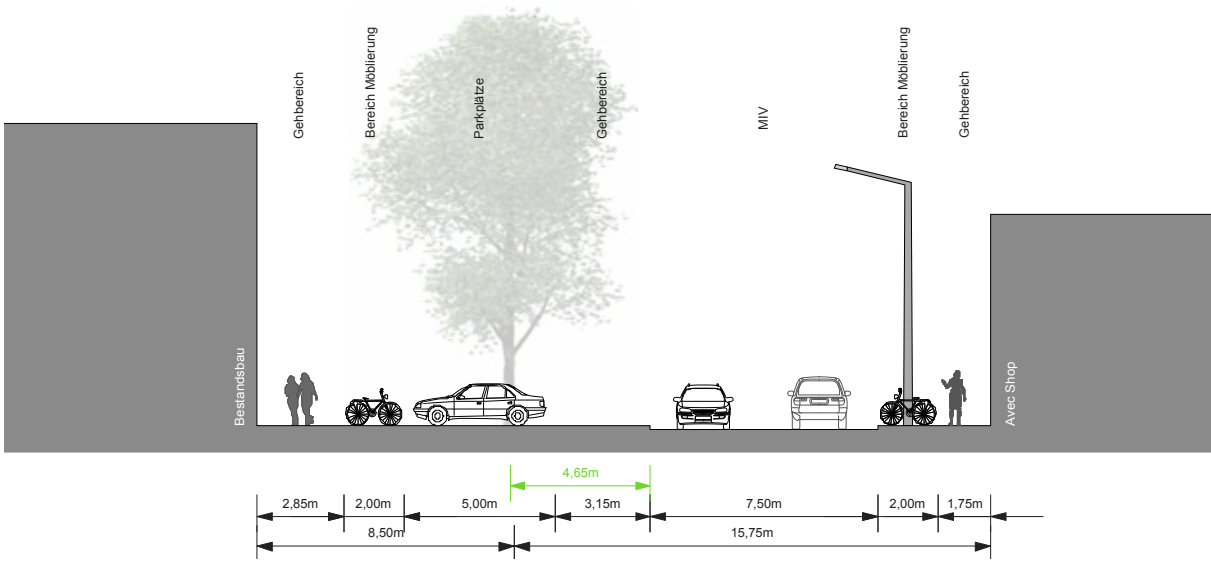 Gehbereich
Bereich Möblierung
Parkplätze
Gehbereich
MIV
Bereich Möblierung
Gehbereich
Bestandsbau
Avec Shop
4,65m
2,85m
2,00m
5,00m
3,15m
7,50m
2,00m
1,75m
8,50m
15,75m